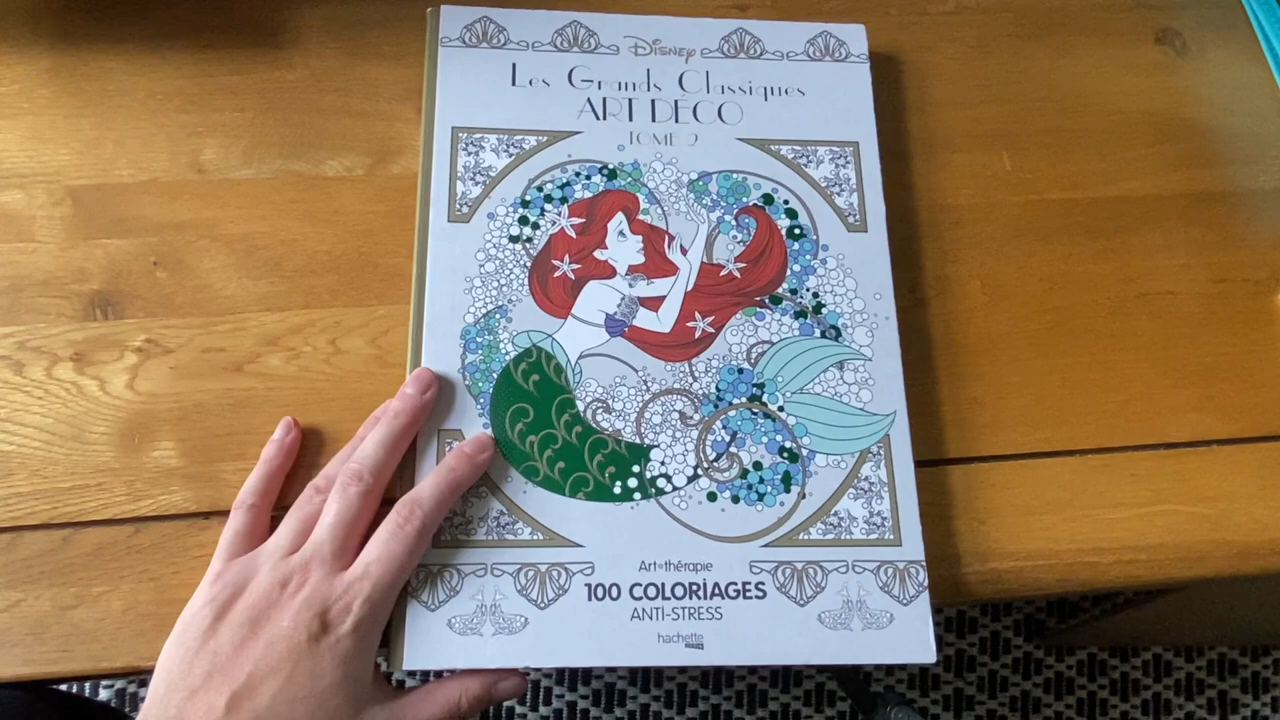 Disney
Les Grands Classiques
ART DÉCO
TOME 2
Art-thérapie
100 COLORIAGES
ANTI-STRESS
hachette